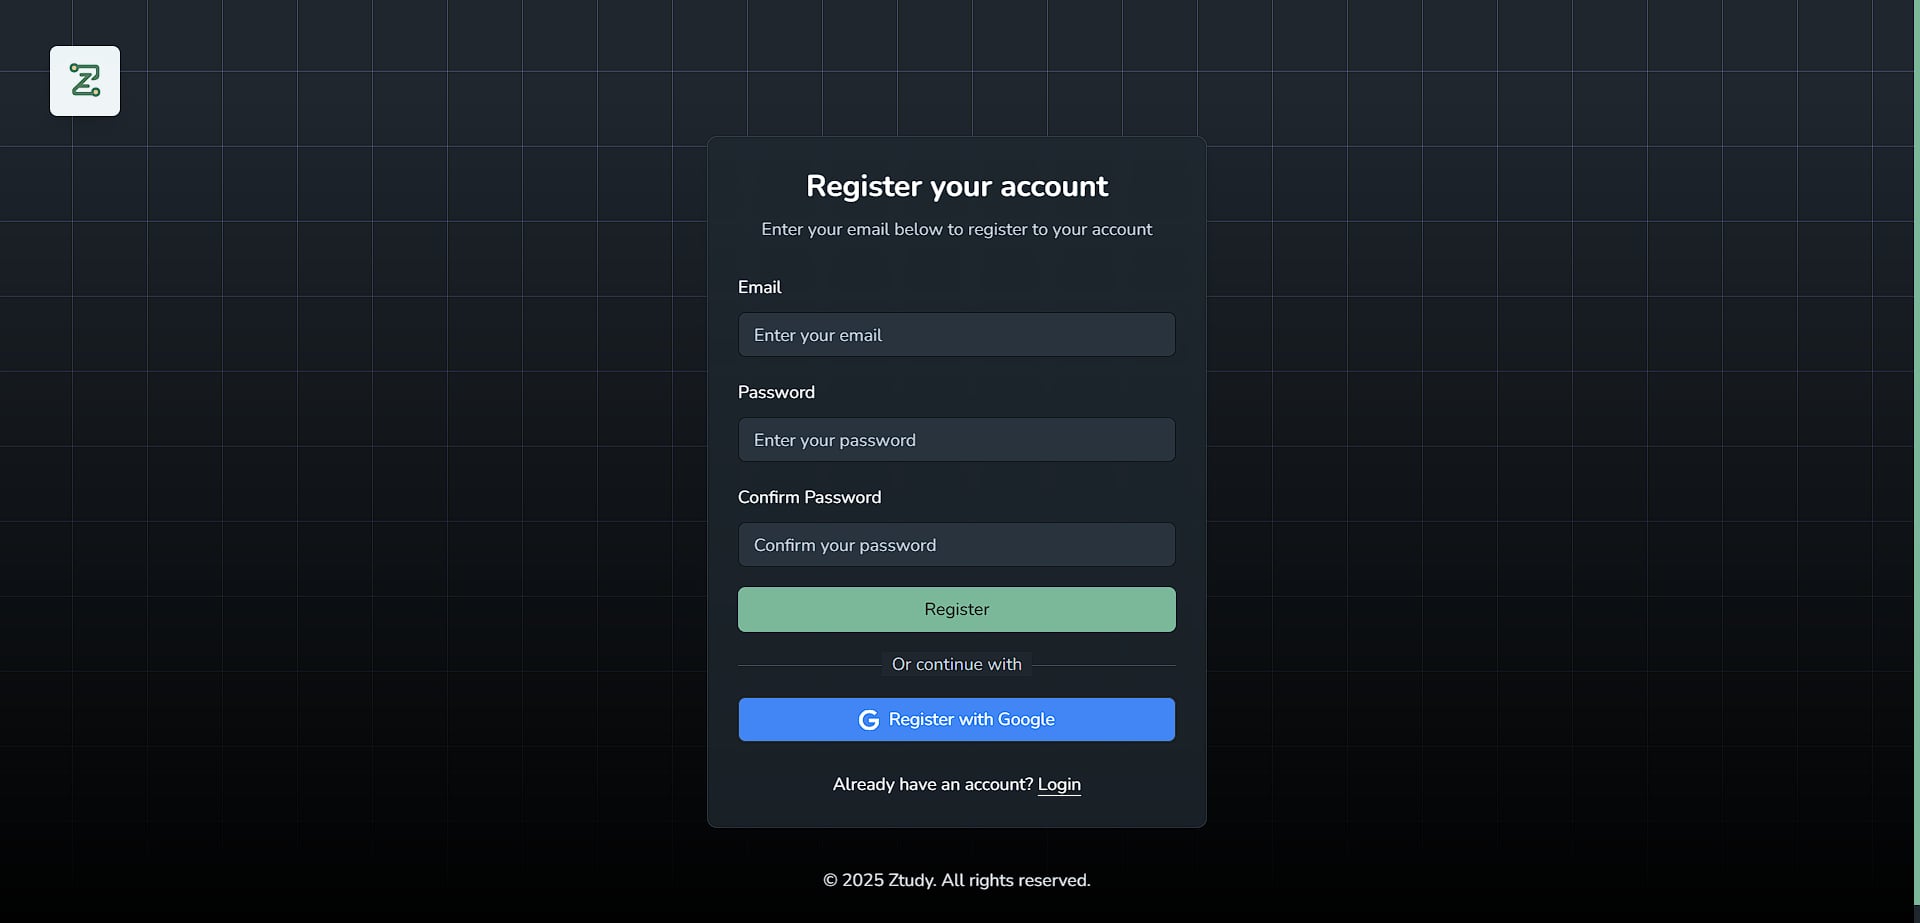 Z
Register your account
Enter your email below to register to your account
Email
Enter your email
Password
Enter your password
Confirm Password
Confirm your password
Register
Or continue with
G Register with Google
Already have an account? Login
© 2025 Ztudy. All rights reserved.